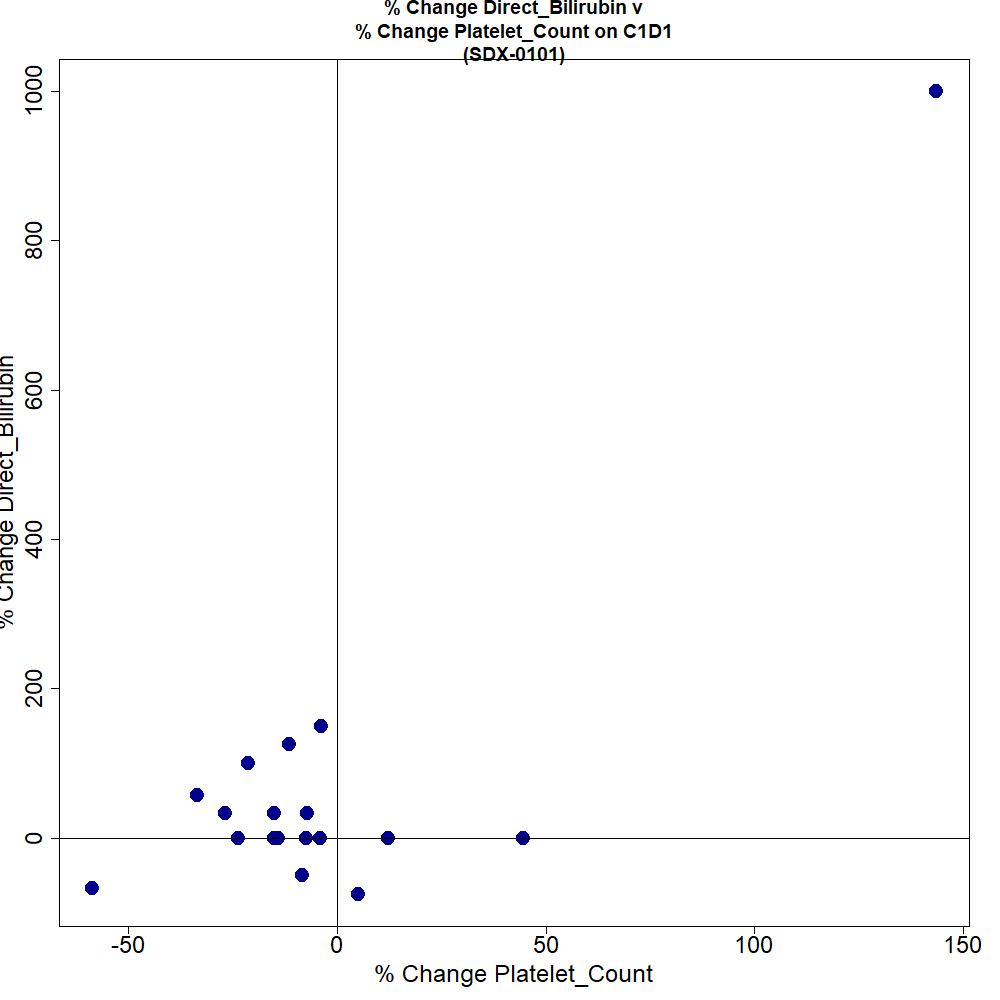 % Change Direct_Bilirubin v
% Change Platelet_Count on C1D1
(SDX-0101)
% Change Direct_Bilirubin
1000
800
600
400
200
0
-50
0
50
100
150
% Change Platelet_Count